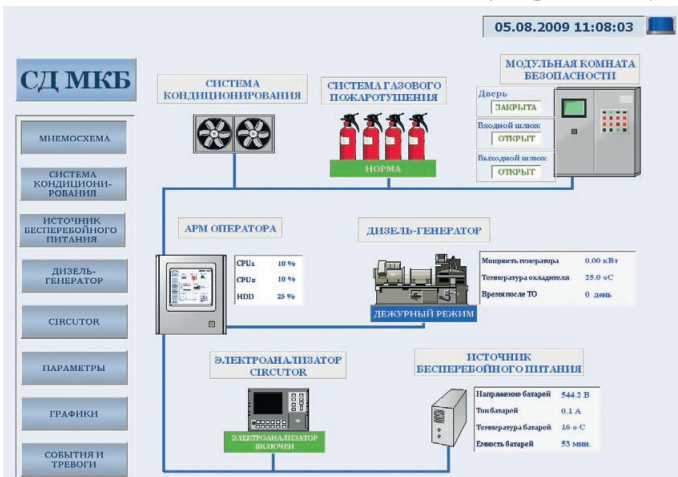 05.08.2009 11:08:03
СД МКБ
МНЕМОСХЕМА
СИСТЕМА
КОНДИЦИОНИ-
РОВАНИЯ
ИСТОЧНИК
БЕСПЕРЕБОЙНОГО
ПИТАНИЯ
ДИЗЕЛЬ-
ГЕНЕРАТОР
CIRCUTOR
ПАРАМЕТРЫ
ГРАФИКИ
СОБЫТИЯ И
ТРЕВОГИ
СИСТЕМА
КОНДИЦИОНИРОВАНИЯ
СИСТЕМА ГАЗОВОГО
ПОЖАРОТУШЕНИЯ
НОРМА
МОДУЛЬНАЯ КОМНАТА
БЕЗОПАСНОСТИ
Дверь
ЗАКРЫТА
Входной шлюз:
ОТКРЫТ
Выходной шлюз:
ОТКРЫТ
АРМ ОПЕРАТОРА
CPU1 10 %
CPU2 10 %
HDD 25 %
ДИЗЕЛЬ-ГЕНЕРАТОР
ДЕЖУРНЫЙ РЕЖИМ
Мощность генератора 0.00 кВт
Температура охладителя 25.0 оС
Время после ТО 0 день
ЭЛЕКТРОАНАЛИЗАТОР
CIRCUTOR
ЭЛЕКТРОАНАЛИЗАТОР
ВКЛЮЧЕН
ИСТОЧНИК
БЕСПЕРЕБОЙНОГО ПИТАНИЯ
Напряжение батарей 544.2 В
Ток батарей 0.1 А
Температура батарей 16 о С
Емкость батарей 53 мин.